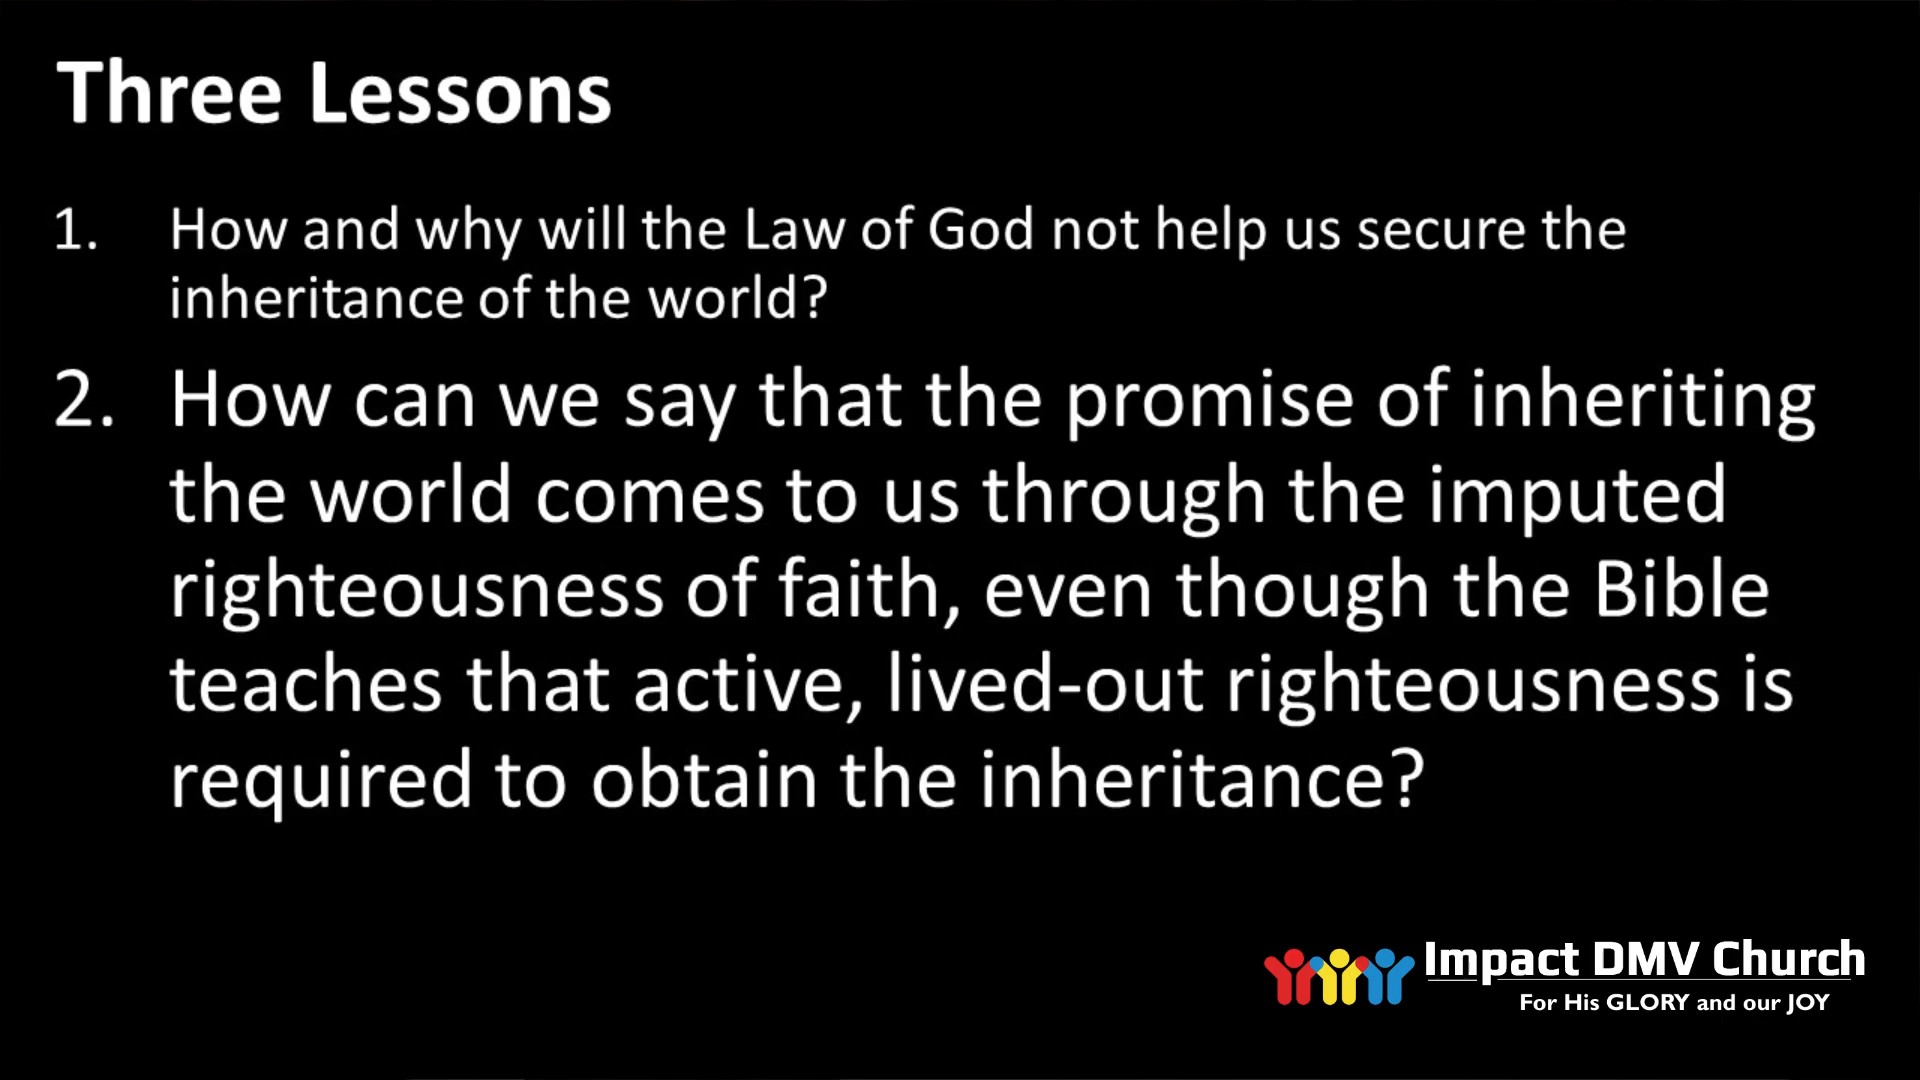 Three Lessons
1. How and why will the Law of God not help us secure the
inheritance of the world?
2. How can we say that the promise of inheriting
the world comes to us through the imputed
righteousness of faith, even though the Bible
teaches that active, lived-out righteousness is
required to obtain the inheritance?
Impact DMV Church
For His GLORY and our JOY